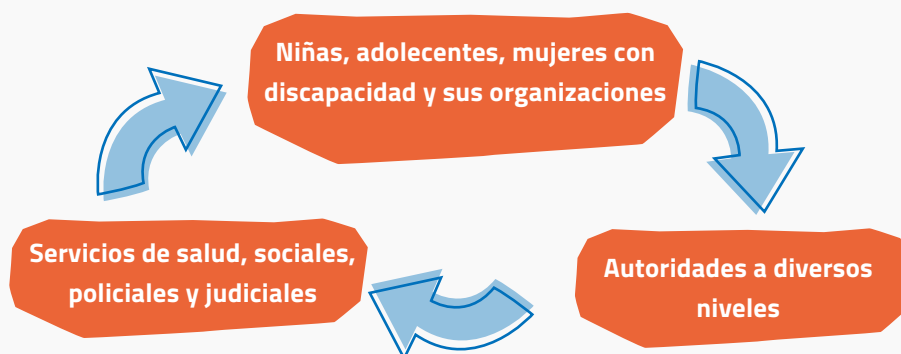 Niñas, adolecentes, mujeres con
discapacidad y sus organizaciones
Servicios de salud, sociales,
policiales y judiciales
Autoridades a diversos
niveles